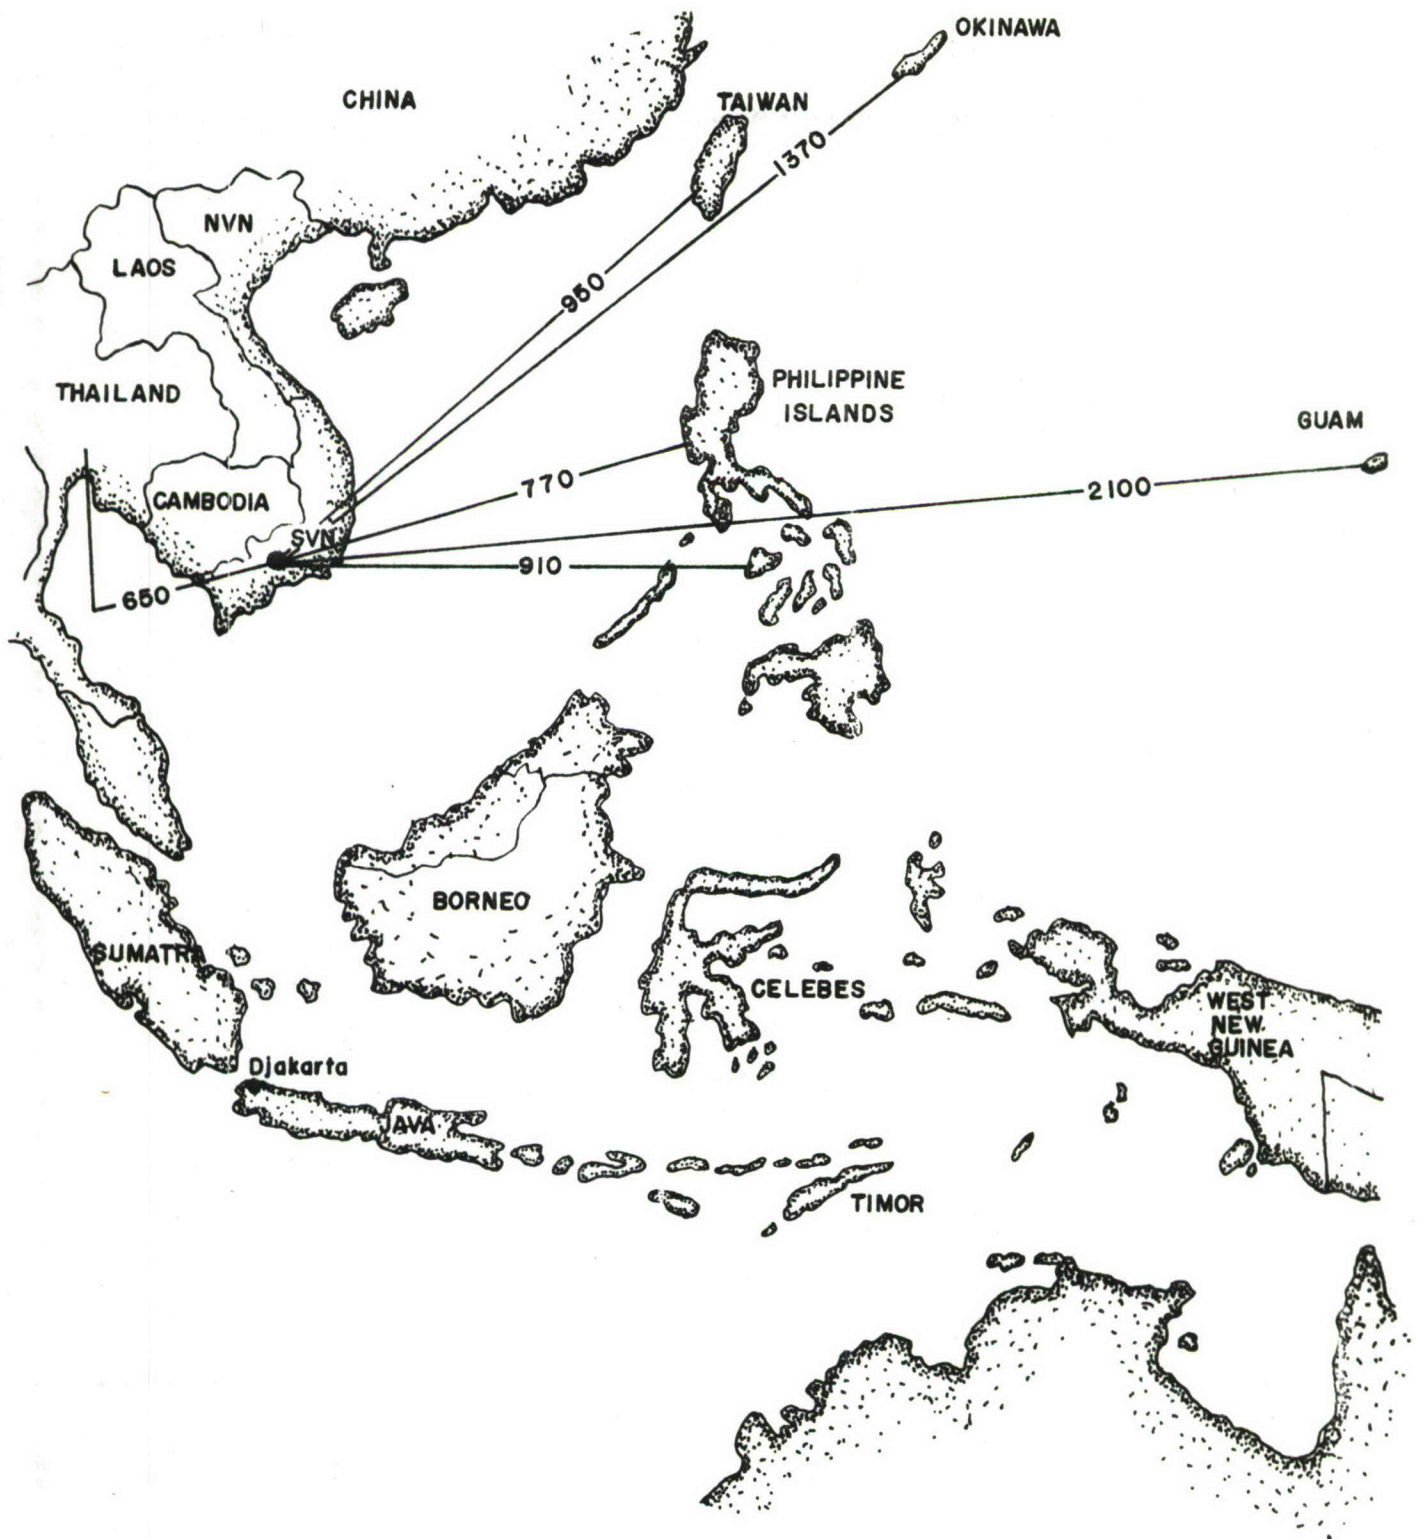 OKINAWA
CHINA
TAIWAN
1370
NVN
LAOS
950
PHILIPPINE
ISLANDS
THAILAND
GUAM
770
2100
CAMBODIA
SVN
910
650
BORNEO
SUMATRA
CELEBES
WEST
NEW
GUINEA
Djakarta
JAVA
TIMOR